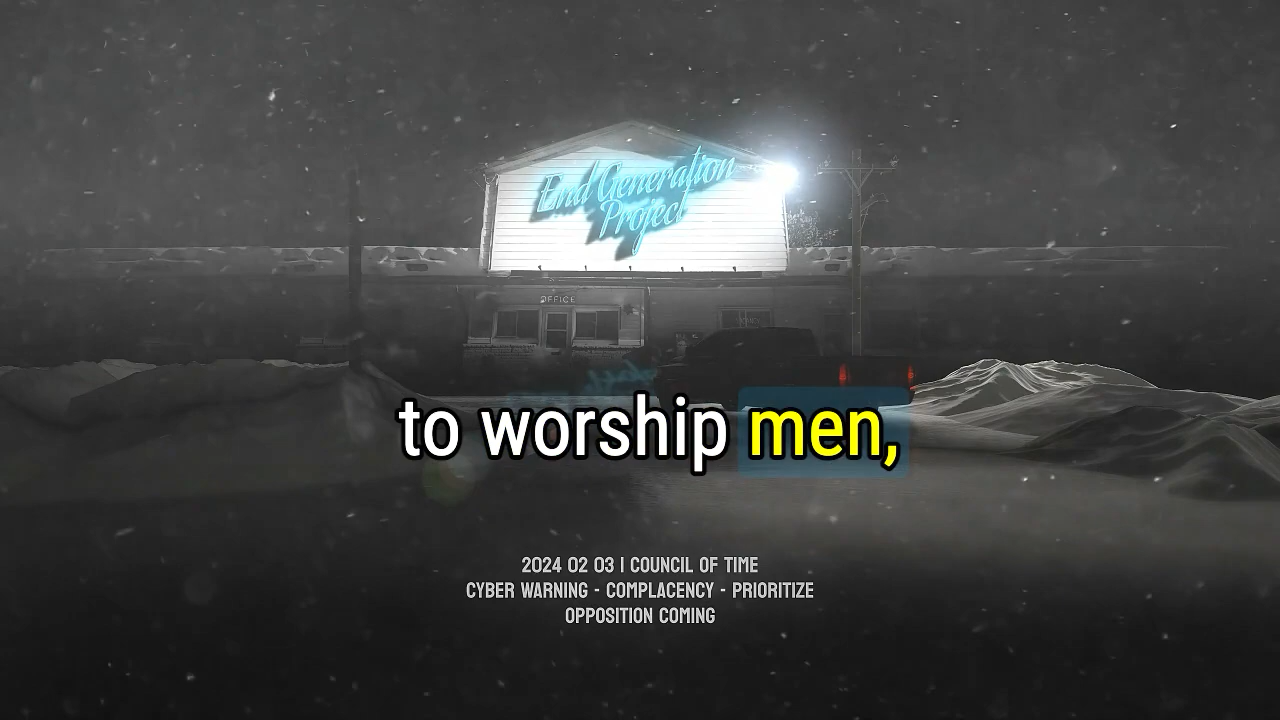 End Generation
Project
OFFICE
to worship men,
2024 02 03 | COUNCIL OF TIME
CYBER WARNING - COMPLACENCY - PRIORITIZE
OPPOSITION COMING